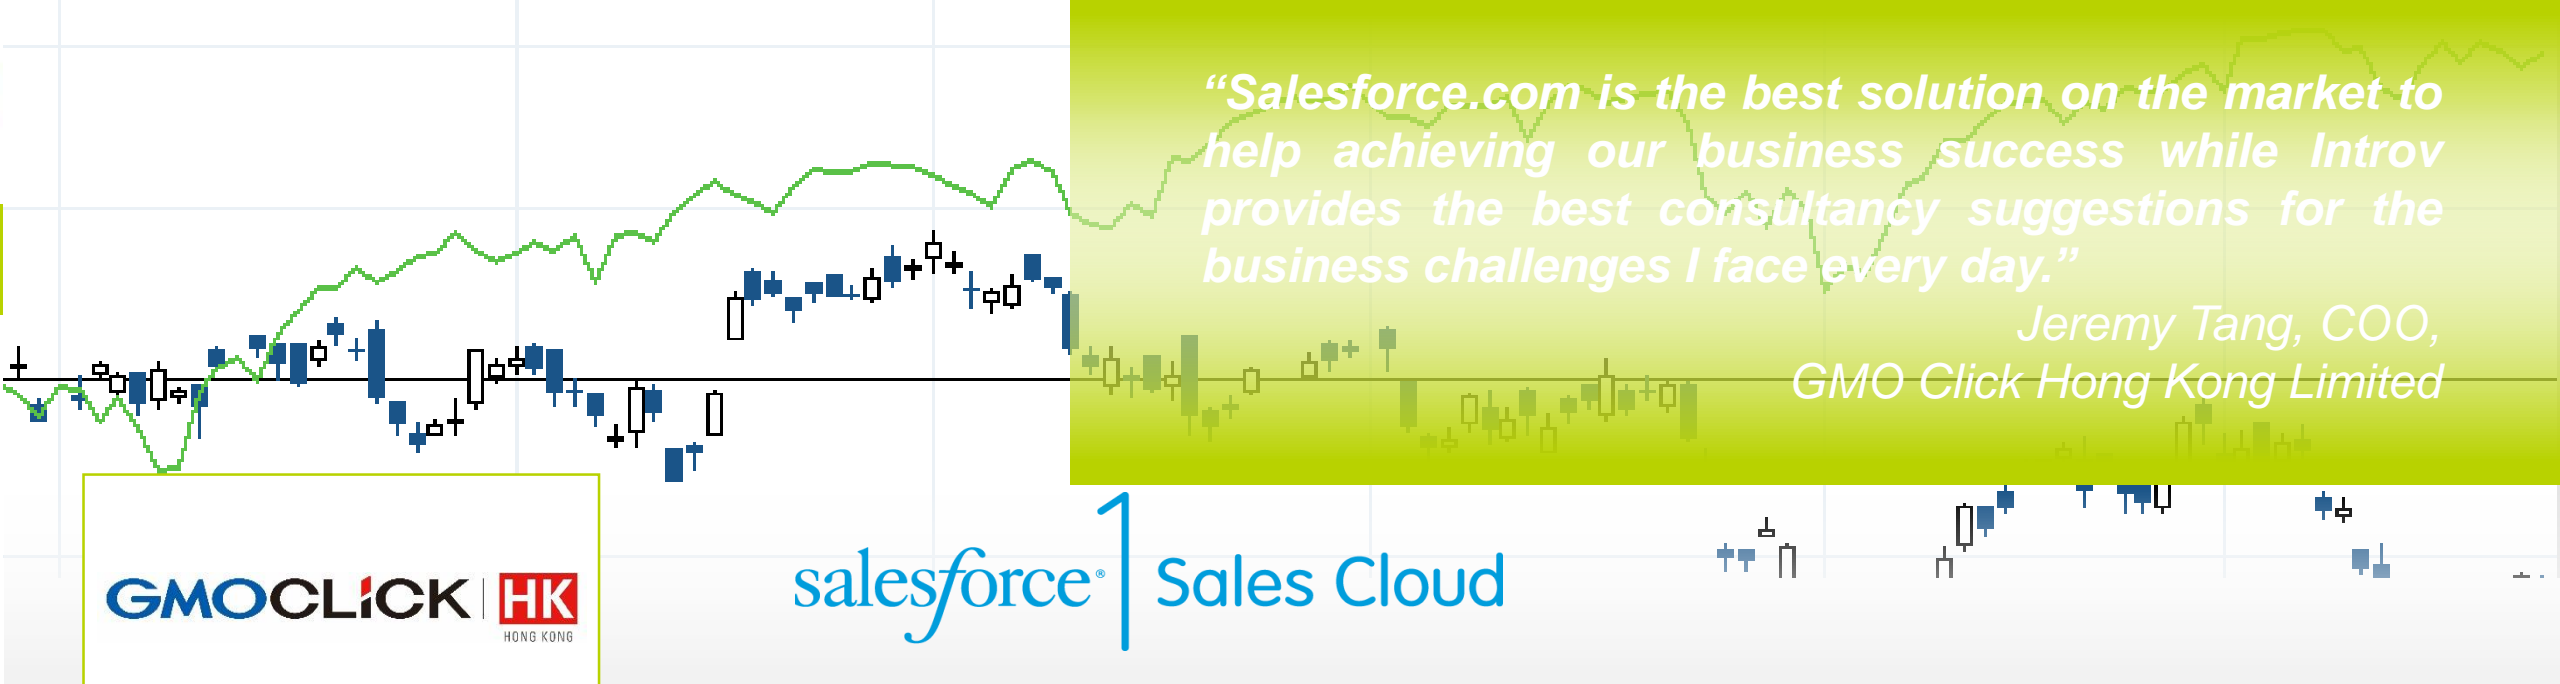 “Salesforce.com is the best solution on the market to
help achieving our business success while Introv
provides the best consultancy suggestions for the
business challenges I face every day.”
Jeremy Tang, COO,
GMO Click Hong Kong Limited
GMOCLICK HK
HONG KONG
salesforce® 1 Sales Cloud